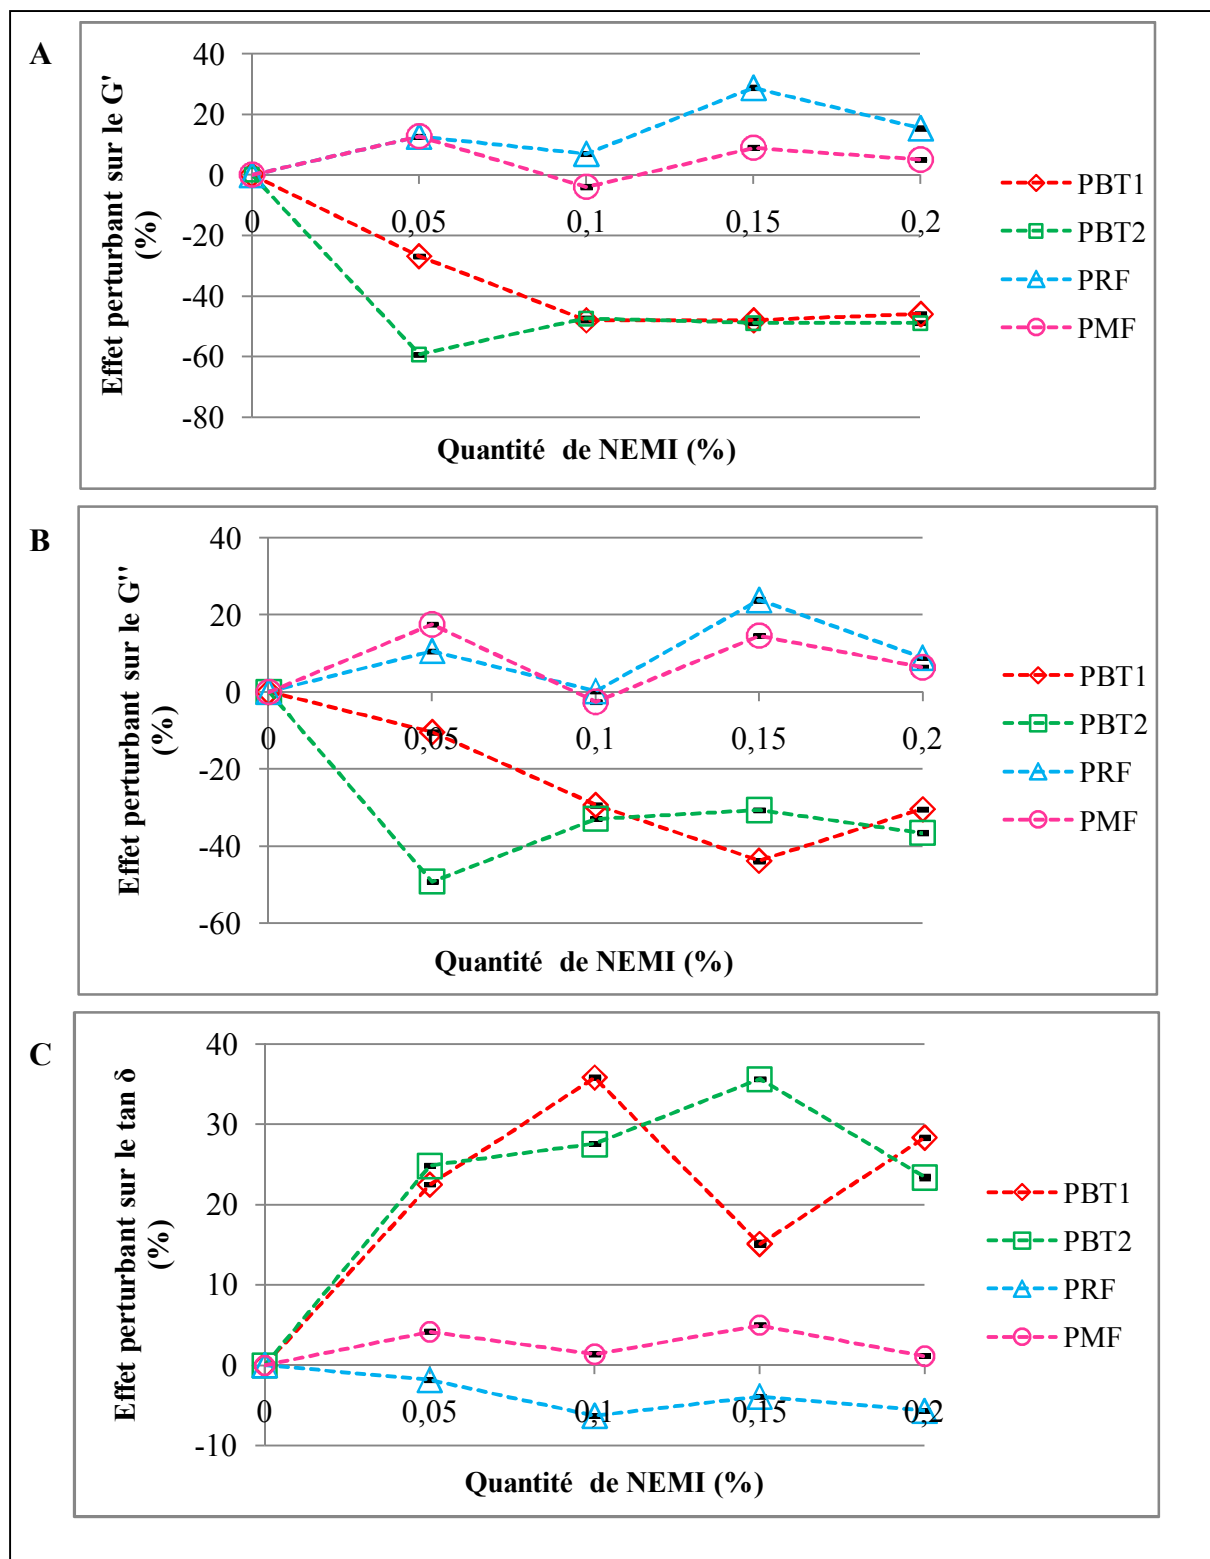 A
Effet perturbant sur le G'
(%)
40
20
0
-20
-40
-60
-80
0
0,05
0,1
0,15
0,2
Quantité de NEMI (%)
PBT1
PBT2
PRF
PMF
B
Effet perturbant sur le G''
(%)
40
20
0
-20
-40
-60
0
0,05
0,1
0,15
0,2
Quantité de NEMI (%)
PBT1
PBT2
PRF
PMF
C
Effet perturbant sur le tan δ
(%)
40
30
20
10
0
-10
0
0,05
0,1
0,15
0,2
Quantité de NEMI (%)
PBT1
PBT2
PRF
PMF